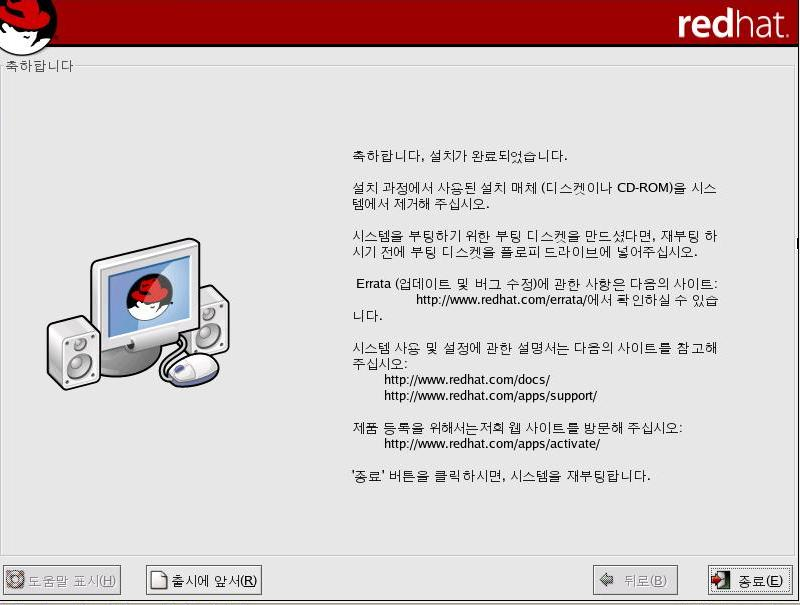 redhat.
축하합니다
축하합니다, 설치가 완료되었습니다.
설치 과정에서 사용된 설치 매체 (디스켓이나 CD-ROM)을 시스
템에서 제거해 주십시오.
시스템을 부팅하기 위한 부팅 디스켓을 만드셨다면, 재부팅 하
시기 전에 부팅 디스켓을 플로피 드라이브에 넣어주십시오.
Errata (업데이트 및 버그 수정)에 관한 사항은 다음의 사이트:
http://www.redhat.com/errata/에서 확인하실 수 있습
니다.
시스템 사용 및 설정에 관한 설명서는 다음의 사이트를 참고해
주십시오:
http://www.redhat.com/docs/
http://www.redhat.com/apps/support/
제품 등록을 위해서는저희 웹 사이트를 방문해 주십시오:
http://www.redhat.com/apps/activate/
'종료' 버튼을 클릭하시면, 시스템을 재부팅합니다.
도움말 표시(H) 출시에 앞서(R) 뒤로(B) 종료(E)